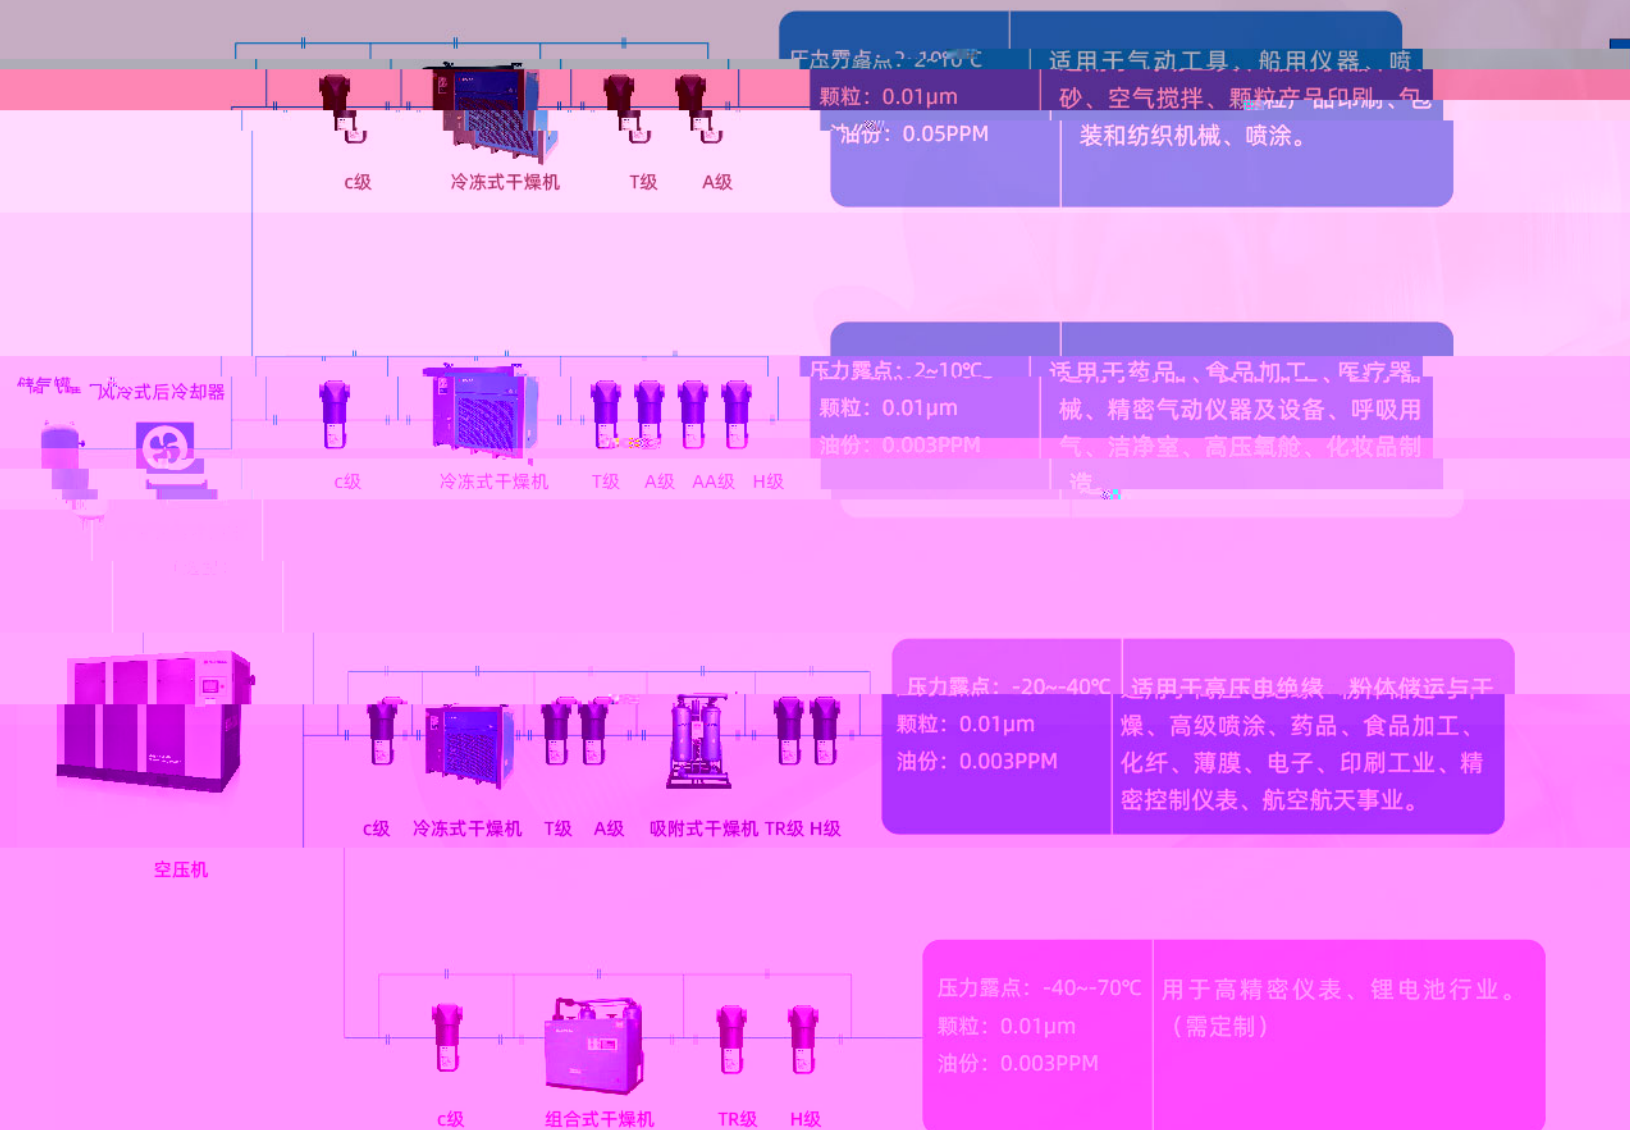 压力露点：2~10℃
适用于气动工具，船用仪器、喷
颗粒：0.01μm
砂、空气搅拌、颗粒产品印刷、包
油份：0.05PPM
装和纺织机械、喷涂。
c级
冷冻式干燥机
T级
A级
压力露点：2~10℃
适用于药品、食品加工、医疗器
储气罐
风冷式后冷却器
颗粒：0.01μm
械、精密气动仪器及设备、呼吸用
油份：0.003PPM
气、洁净室、高压氧舱、化妆品制
造。
c级
冷冻式干燥机
T级
A级
AA级
H级
压力露点：-20~-40℃
适用于高压电绝缘、粉体储运与干
颗粒：0.01μm
燥、高级喷涂、药品、食品加工、
油份：0.003PPM
化纤、薄膜、电子、印刷工业、精
密控制仪表、航空航天事业。
c级
冷冻式干燥机
T级
A级
吸附式干燥机
TR级
H级
空压机
压力露点：-40~-70℃
用于高精密仪表、锂电池行业。
颗粒：0.01μm
（需定制）
油份：0.003PPM
c级
组合式干燥机
TR级
H级